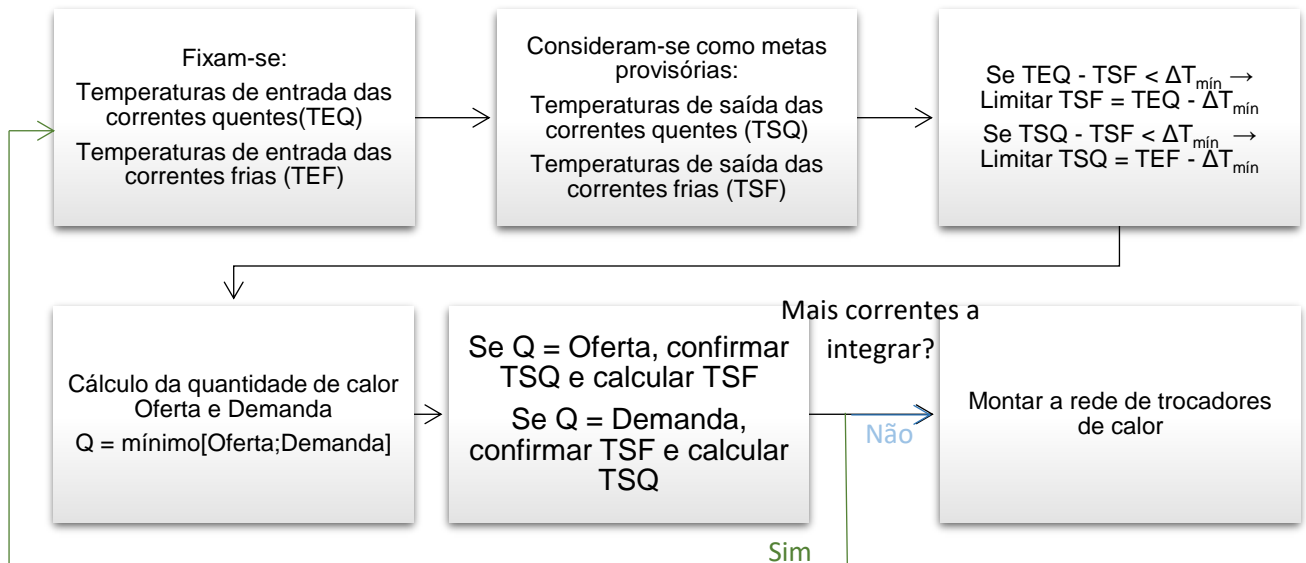 Fixam-se:
Temperaturas de entrada das
correntes quentes(TEQ)
Temperaturas de entrada das
correntes frias (TEF)
Consideram-se como metas
provisórias:
Temperaturas de saída das
correntes quentes (TSQ)
Temperaturas de saída das
correntes frias (TSF)
Se TEQ - TSF < ΔTmín →
Limitar TSF = TEQ - ΔTmín
Se TSQ - TSF < ΔTmín →
Limitar TSQ = TEF - ΔTmín
Cálculo da quantidade de calor
Oferta e Demanda
Q = mínimo[Oferta;Demanda]
Se Q = Oferta, confirmar
TSQ e calcular TSF
Se Q = Demanda,
confirmar TSF e calcular
TSQ
Mais correntes a
integrar?
Não
Sim
Montar a rede de trocadores
de calor